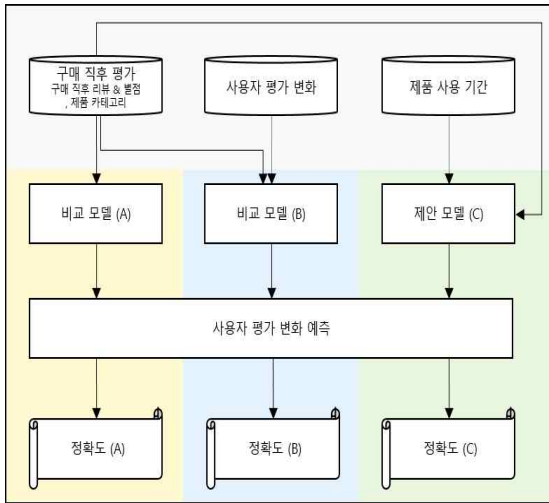 구매 직후 평가
구매 직후 리뷰 & 별점
, 제품 카테고리
사용자 평가 변화
제품 사용 기간
비교 모델 (A)
비교 모델 (B)
제안 모델 (C)
사용자 평가 변화 예측
정확도 (A)
정확도 (B)
정확도 (C)